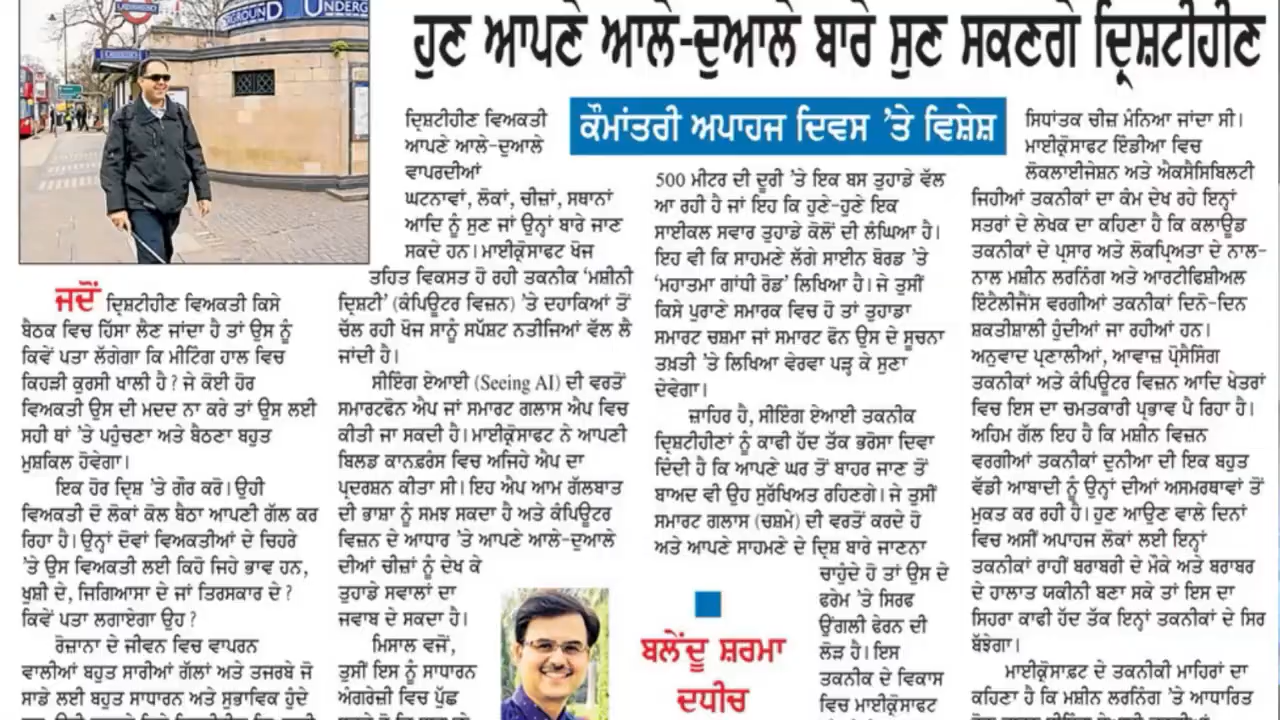 UNDERGROUND
ਹੁਣ ਆਪਣੇ ਆਲੇ-ਦੁਆਲੇ ਬਾਰੇ ਸੁਣ ਸਕਣਗੇ ਦ੍ਰਿਸ਼ਟੀਹੀਣ
ਕੌਮਾਂਤਰੀ ਅਪਾਹਜ ਦਿਵਸ ’ਤੇ ਵਿਸ਼ੇਸ਼
ਜਦੋਂ ਦ੍ਰਿਸ਼ਟੀਹੀਣ ਵਿਅਕਤੀ ਕਿਸੇ
ਬੈਠਕ ਵਿਚ ਹਿੱਸਾ ਲੈਣ ਜਾਂਦਾ ਹੈ ਤਾਂ ਉਸ ਨੂੰ
ਕਿਵੇਂ ਪਤਾ ਲੱਗੇਗਾ ਕਿ ਮੀਟਿੰਗ ਹਾਲ ਵਿਚ
ਕਿਹੜੀ ਕੁਰਸੀ ਖਾਲੀ ਹੈ ? ਜੇ ਕੋਈ ਹੋਰ
ਵਿਅਕਤੀ ਉਸ ਦੀ ਮਦਦ ਨਾ ਕਰੇ ਤਾਂ ਉਸ ਲਈ
ਸਹੀ ਥਾਂ ’ਤੇ ਪਹੁੰਚਣਾ ਅਤੇ ਬੈਠਣਾ ਬਹੁਤ
ਮੁਸ਼ਕਿਲ ਹੋਵੇਗਾ।
ਇਕ ਹੋਰ ਦ੍ਰਿਸ਼ ’ਤੇ ਗੌਰ ਕਰੋ। ਉਹੀ
ਵਿਅਕਤੀ ਦੋ ਲੋਕਾਂ ਕੋਲ ਬੈਠਾ ਆਪਣੀ ਗੱਲ ਕਰ
ਰਿਹਾ ਹੈ। ਉਨ੍ਹਾਂ ਦੋਵਾਂ ਵਿਅਕਤੀਆਂ ਦੇ ਚਿਹਰੇ
’ਤੇ ਉਸ ਵਿਅਕਤੀ ਲਈ ਕਿਹੋ ਜਿਹੇ ਭਾਵ ਹਨ,
ਖੁਸ਼ੀ ਦੇ, ਜਿਗਿਆਸਾ ਦੇ ਜਾਂ ਤਿਰਸਕਾਰ ਦੇ ?
ਕਿਵੇਂ ਪਤਾ ਲਗਾਏਗਾ ਉਹ ?
ਰੋਜ਼ਾਨਾ ਦੇ ਜੀਵਨ ਵਿਚ ਵਾਪਰਨ
ਵਾਲੀਆਂ ਬਹੁਤ ਸਾਰੀਆਂ ਗੱਲਾਂ ਅਤੇ ਤਜਰਬੇ ਜੋ
ਸਾਡੇ ਲਈ ਬਹੁਤ ਸਾਧਾਰਨ ਅਤੇ ਸੁਭਾਵਿਕ ਹੁੰਦੇ
ਦ੍ਰਿਸ਼ਟੀਹੀਣ ਵਿਅਕਤੀ
ਆਪਣੇ ਆਲੇ-ਦੁਆਲੇ
ਵਾਪਰਦੀਆਂ
ਘਟਨਾਵਾਂ, ਲੋਕਾਂ, ਚੀਜ਼ਾਂ, ਸਥਾਨਾਂ
ਆਦਿ ਨੂੰ ਸੁਣ ਜਾਂ ਉਨ੍ਹਾਂ ਬਾਰੇ ਜਾਣ
ਸਕਦੇ ਹਨ। ਮਾਈਕ੍ਰੋਸਾਫਟ ਖੋਜ
ਤਹਿਤ ਵਿਕਸਤ ਹੋ ਰਹੀ ਤਕਨੀਕ ‘ਮਸ਼ੀਨੀ
ਦ੍ਰਿਸ਼ਟੀ’ (ਕੰਪਿਊਟਰ ਵਿਜ਼ਨ) ’ਤੇ ਦਹਾਕਿਆਂ ਤੋਂ
ਚੱਲ ਰਹੀ ਖੋਜ ਸਾਨੂੰ ਸਪੱਸ਼ਟ ਨਤੀਜਿਆਂ ਵੱਲ ਲੈ
ਜਾਂਦੀ ਹੈ।
ਸੀਇੰਗ ਏਆਈ (Seeing AI) ਦੀ ਵਰਤੋਂ
ਸਮਾਰਟਫੋਨ ਐਪ ਜਾਂ ਸਮਾਰਟ ਗਲਾਸ ਐਪ ਵਿਚ
ਕੀਤੀ ਜਾ ਸਕਦੀ ਹੈ। ਮਾਈਕ੍ਰੋਸਾਫਟ ਨੇ ਆਪਣੀ
ਬਿਲਡ ਕਾਨਫ਼ਰੰਸ ਵਿਚ ਅਜਿਹੇ ਐਪ ਦਾ
ਪ੍ਰਦਰਸ਼ਨ ਕੀਤਾ ਸੀ। ਇਹ ਐਪ ਆਮ ਗੱਲਬਾਤ
ਦੀ ਭਾਸ਼ਾ ਨੂੰ ਸਮਝ ਸਕਦਾ ਹੈ ਅਤੇ ਕੰਪਿਊਟਰ
ਵਿਜ਼ਨ ਦੇ ਆਧਾਰ ’ਤੇ ਆਪਣੇ ਆਲੇ-ਦੁਆਲੇ
ਦੀਆਂ ਚੀਜ਼ਾਂ ਨੂੰ ਦੇਖ ਕੇ
ਤੁਹਾਡੇ ਸਵਾਲਾਂ ਦਾ
ਜਵਾਬ ਦੇ ਸਕਦਾ ਹੈ।
ਮਿਸਾਲ ਵਜੋਂ,
ਤੁਸੀਂ ਇਸ ਨੂੰ ਸਾਧਾਰਨ
ਅੰਗਰੇਜ਼ੀ ਵਿਚ ਪੁੱਛ
500 ਮੀਟਰ ਦੀ ਦੂਰੀ ’ਤੇ ਇਕ ਬਸ ਤੁਹਾਡੇ ਵੱਲ
ਆ ਰਹੀ ਹੈ ਜਾਂ ਇਹ ਕਿ ਹੁਣੇ-ਹੁਣੇ ਇਕ
ਸਾਈਕਲ ਸਵਾਰ ਤੁਹਾਡੇ ਕੋਲੋਂ ਦੀ ਲੰਘਿਆ ਹੈ।
ਇਹ ਵੀ ਕਿ ਸਾਹਮਣੇ ਲੱਗੇ ਸਾਈਨ ਬੋਰਡ ’ਤੇ
‘ਮਹਾਤਮਾ ਗਾਂਧੀ ਰੋਡ’ ਲਿਖਿਆ ਹੈ। ਜੇ ਤੁਸੀਂ
ਕਿਸੇ ਪੁਰਾਣੇ ਸਮਾਰਕ ਵਿਚ ਹੋ ਤਾਂ ਤੁਹਾਡਾ
ਸਮਾਰਟ ਚਸ਼ਮਾ ਜਾਂ ਸਮਾਰਟ ਫੋਨ ਉਸ ਦੇ ਸੂਚਨਾ
ਤਖ਼ਤੀ ’ਤੇ ਲਿਖਿਆ ਵੇਰਵਾ ਪੜ੍ਹ ਕੇ ਸੁਣਾ
ਦੇਵੇਗਾ।
ਜ਼ਾਹਿਰ ਹੈ, ਸੀਇੰਗ ਏਆਈ ਤਕਨੀਕ
ਦ੍ਰਿਸ਼ਟੀਹੀਣਾਂ ਨੂੰ ਕਾਫੀ ਹੱਦ ਤੱਕ ਭਰੋਸਾ ਦਿਵਾ
ਦਿੰਦੀ ਹੈ ਕਿ ਆਪਣੇ ਘਰ ਤੋਂ ਬਾਹਰ ਜਾਣ ਤੋਂ
ਬਾਅਦ ਵੀ ਉਹ ਸੁਰੱਖਿਅਤ ਰਹਿਣਗੇ। ਜੇ ਤੁਸੀਂ
ਸਮਾਰਟ ਗਲਾਸ (ਚਸ਼ਮੇ) ਦੀ ਵਰਤੋਂ ਕਰਦੇ ਹੋ
ਅਤੇ ਆਪਣੇ ਸਾਹਮਣੇ ਦੇ ਦ੍ਰਿਸ਼ ਬਾਰੇ ਜਾਣਨਾ
ਚਾਹੁੰਦੇ ਹੋ ਤਾਂ ਉਸ ਦੇ
ਫਰੇਮ ’ਤੇ ਸਿਰਫ
ਉਂਗਲੀ ਫੇਰਨ ਦੀ
ਲੋੜ ਹੈ। ਇਸ
ਤਕਨੀਕ ਦੇ ਵਿਕਾਸ
ਵਿਚ ਮਾਈਕ੍ਰੋਸਾਫਟ
ਬਲੇਂਦੂ ਸ਼ਰਮਾ
ਦਧੀਚ
ਸਿਧਾਂਤਕ ਚੀਜ਼ ਮੰਨਿਆ ਜਾਂਦਾ ਸੀ।
ਮਾਈਕ੍ਰੋਸਾਫਟ ਇੰਡੀਆ ਵਿਚ
ਲੋਕਲਾਈਜੇਸ਼ਨ ਅਤੇ ਐਕਸੈਸਿਬਲਿਟੀ
ਜਿਹੀਆਂ ਤਕਨੀਕਾਂ ਦਾ ਕੰਮ ਦੇਖ ਰਹੇ ਇਨ੍ਹਾਂ
ਸਤਰਾਂ ਦੇ ਲੇਖਕ ਦਾ ਕਹਿਣਾ ਹੈ ਕਿ ਕਲਾਊਡ
ਤਕਨੀਕਾਂ ਦੇ ਪ੍ਰਸਾਰ ਅਤੇ ਲੋਕਪ੍ਰਿਅਤਾ ਦੇ ਨਾਲ-
ਨਾਲ ਮਸ਼ੀਨ ਲਰਨਿੰਗ ਅਤੇ ਆਰਟੀਫਿਸ਼ੀਅਲ
ਇੰਟੈਲੀਜੈਂਸ ਵਰਗੀਆਂ ਤਕਨੀਕਾਂ ਦਿਨੋ-ਦਿਨ
ਸ਼ਕਤੀਸ਼ਾਲੀ ਹੁੰਦੀਆਂ ਜਾ ਰਹੀਆਂ ਹਨ।
ਅਨੁਵਾਦ ਪ੍ਰਣਾਲੀਆਂ, ਆਵਾਜ਼ ਪ੍ਰੋਸੈਸਿੰਗ
ਤਕਨੀਕਾਂ ਅਤੇ ਕੰਪਿਊਟਰ ਵਿਜ਼ਨ ਆਦਿ ਖੇਤਰਾਂ
ਵਿਚ ਇਸ ਦਾ ਚਮਤਕਾਰੀ ਪ੍ਰਭਾਵ ਪੈ ਰਿਹਾ ਹੈ।
ਅਹਿਮ ਗੱਲ ਇਹ ਹੈ ਕਿ ਮਸ਼ੀਨ ਵਿਜ਼ਨ
ਵਰਗੀਆਂ ਤਕਨੀਕਾਂ ਦੁਨੀਆ ਦੀ ਇਕ ਬਹੁਤ
ਵੱਡੀ ਆਬਾਦੀ ਨੂੰ ਉਨ੍ਹਾਂ ਦੀਆਂ ਅਸਮਰਥਾਵਾਂ ਤੋਂ
ਮੁਕਤ ਕਰ ਰਹੀ ਹੈ। ਹੁਣ ਆਉਣ ਵਾਲੇ ਦਿਨਾਂ
ਵਿਚ ਅਸੀਂ ਅਪਾਹਜ ਲੋਕਾਂ ਲਈ ਇਨ੍ਹਾਂ
ਤਕਨੀਕਾਂ ਰਾਹੀਂ ਬਰਾਬਰੀ ਦੇ ਮੌਕੇ ਅਤੇ ਬਰਾਬਰ
ਦੇ ਹਾਲਾਤ ਯਕੀਨੀ ਬਣਾ ਸਕੇ ਤਾਂ ਇਸ ਦਾ
ਸਿਹਰਾ ਕਾਫੀ ਹੱਦ ਤੱਕ ਇਨ੍ਹਾਂ ਤਕਨੀਕਾਂ ਦੇ ਸਿਰ
ਬੱਝੇਗਾ।
ਮਾਈਕ੍ਰੋਸਾਫ਼ਟ ਦੇ ਤਕਨੀਕੀ ਮਾਹਿਰਾਂ ਦਾ
ਕਹਿਣਾ ਹੈ ਕਿ ਮਸ਼ੀਨ ਲਰਨਿੰਗ ’ਤੇ ਆਧਾਰਿਤ